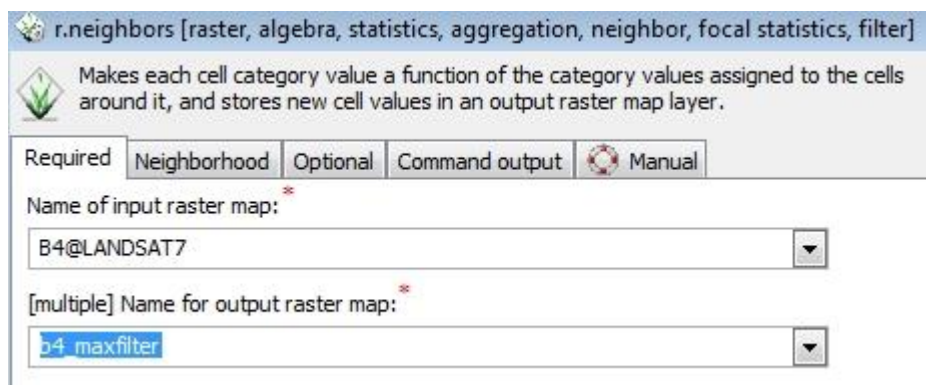 r.neighbors [raster, algebra, statistics, aggregation, neighbor, focal statistics, filter]
Makes each cell category value a function of the category values assigned to the cells
around it, and stores new cell values in an output raster map layer.
Required Neighborhood Optional Command output Manual
Name of input raster map:*
B4@LANDSAT7
[multiple] Name for output raster map:*
b4_maxfilter